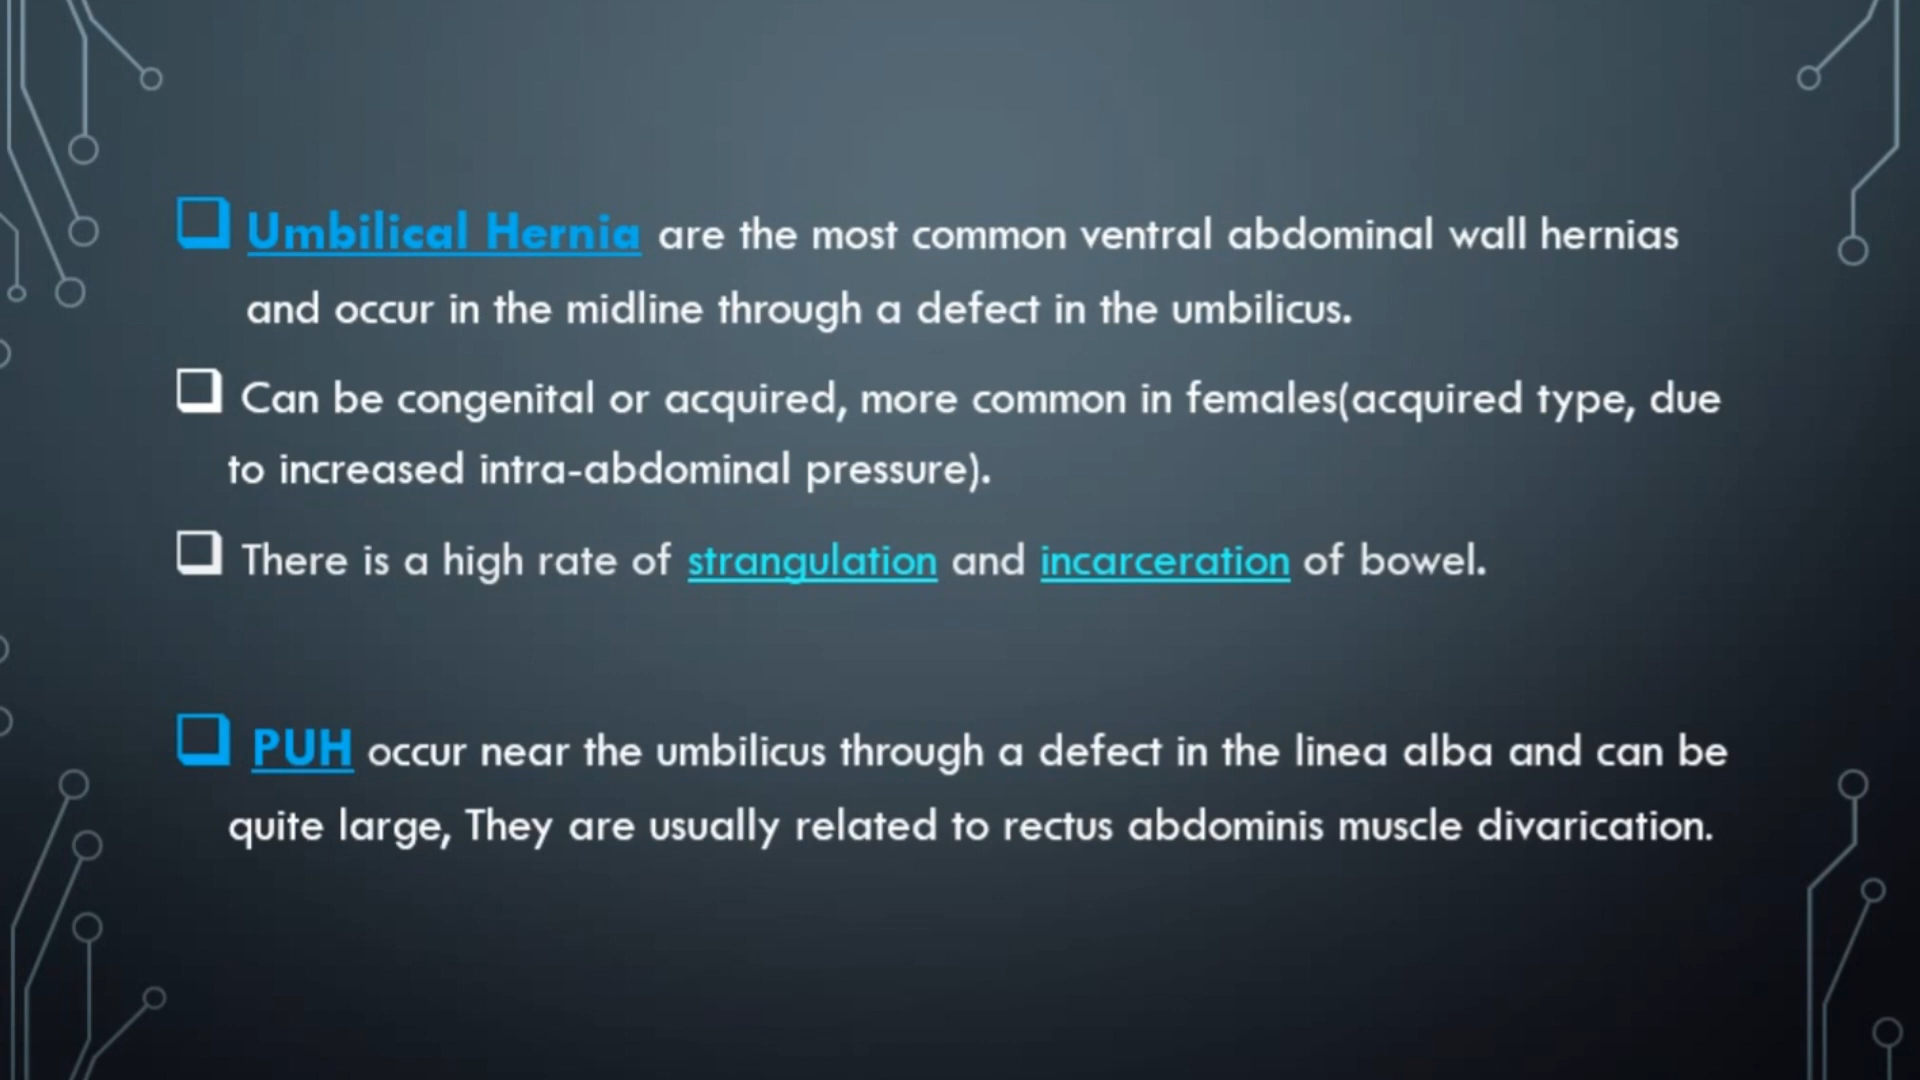 Umbilical Hernia are the most common ventral abdominal wall hernias
and occur in the midline through a defect in the umbilicus.
Can be congenital or acquired, more common in females(acquired type, due
to increased intra-abdominal pressure).
There is a high rate of strangulation and incarceration of bowel.
PUH occur near the umbilicus through a defect in the linea alba and can be
quite large, They are usually related to rectus abdominis muscle divarication.